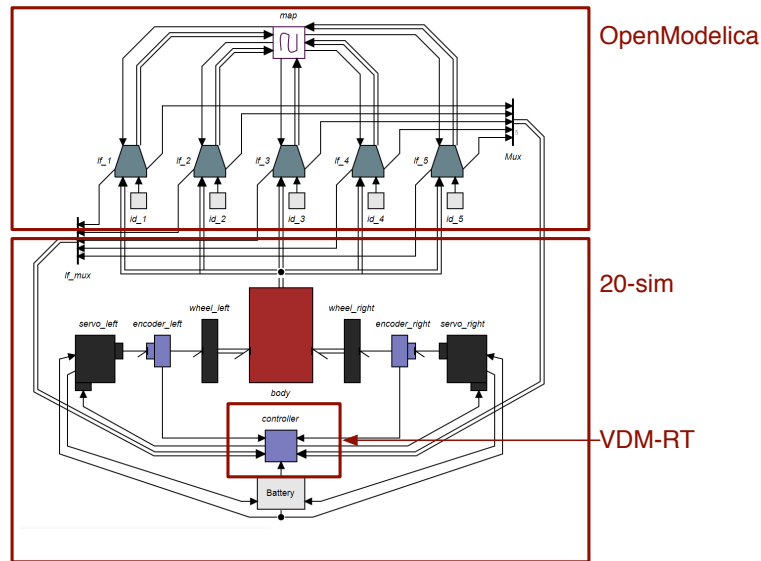 map
OpenModelica
lf_1
lf_2
lf_3
lf_4
lf_5
Mux
id_1
id_2
id_3
id_4
id_5
lf_mux
20-sim
wheel_left
wheel_right
servo_left
encoder_left
encoder_right
servo_right
body
controller
VDM-RT
Battery